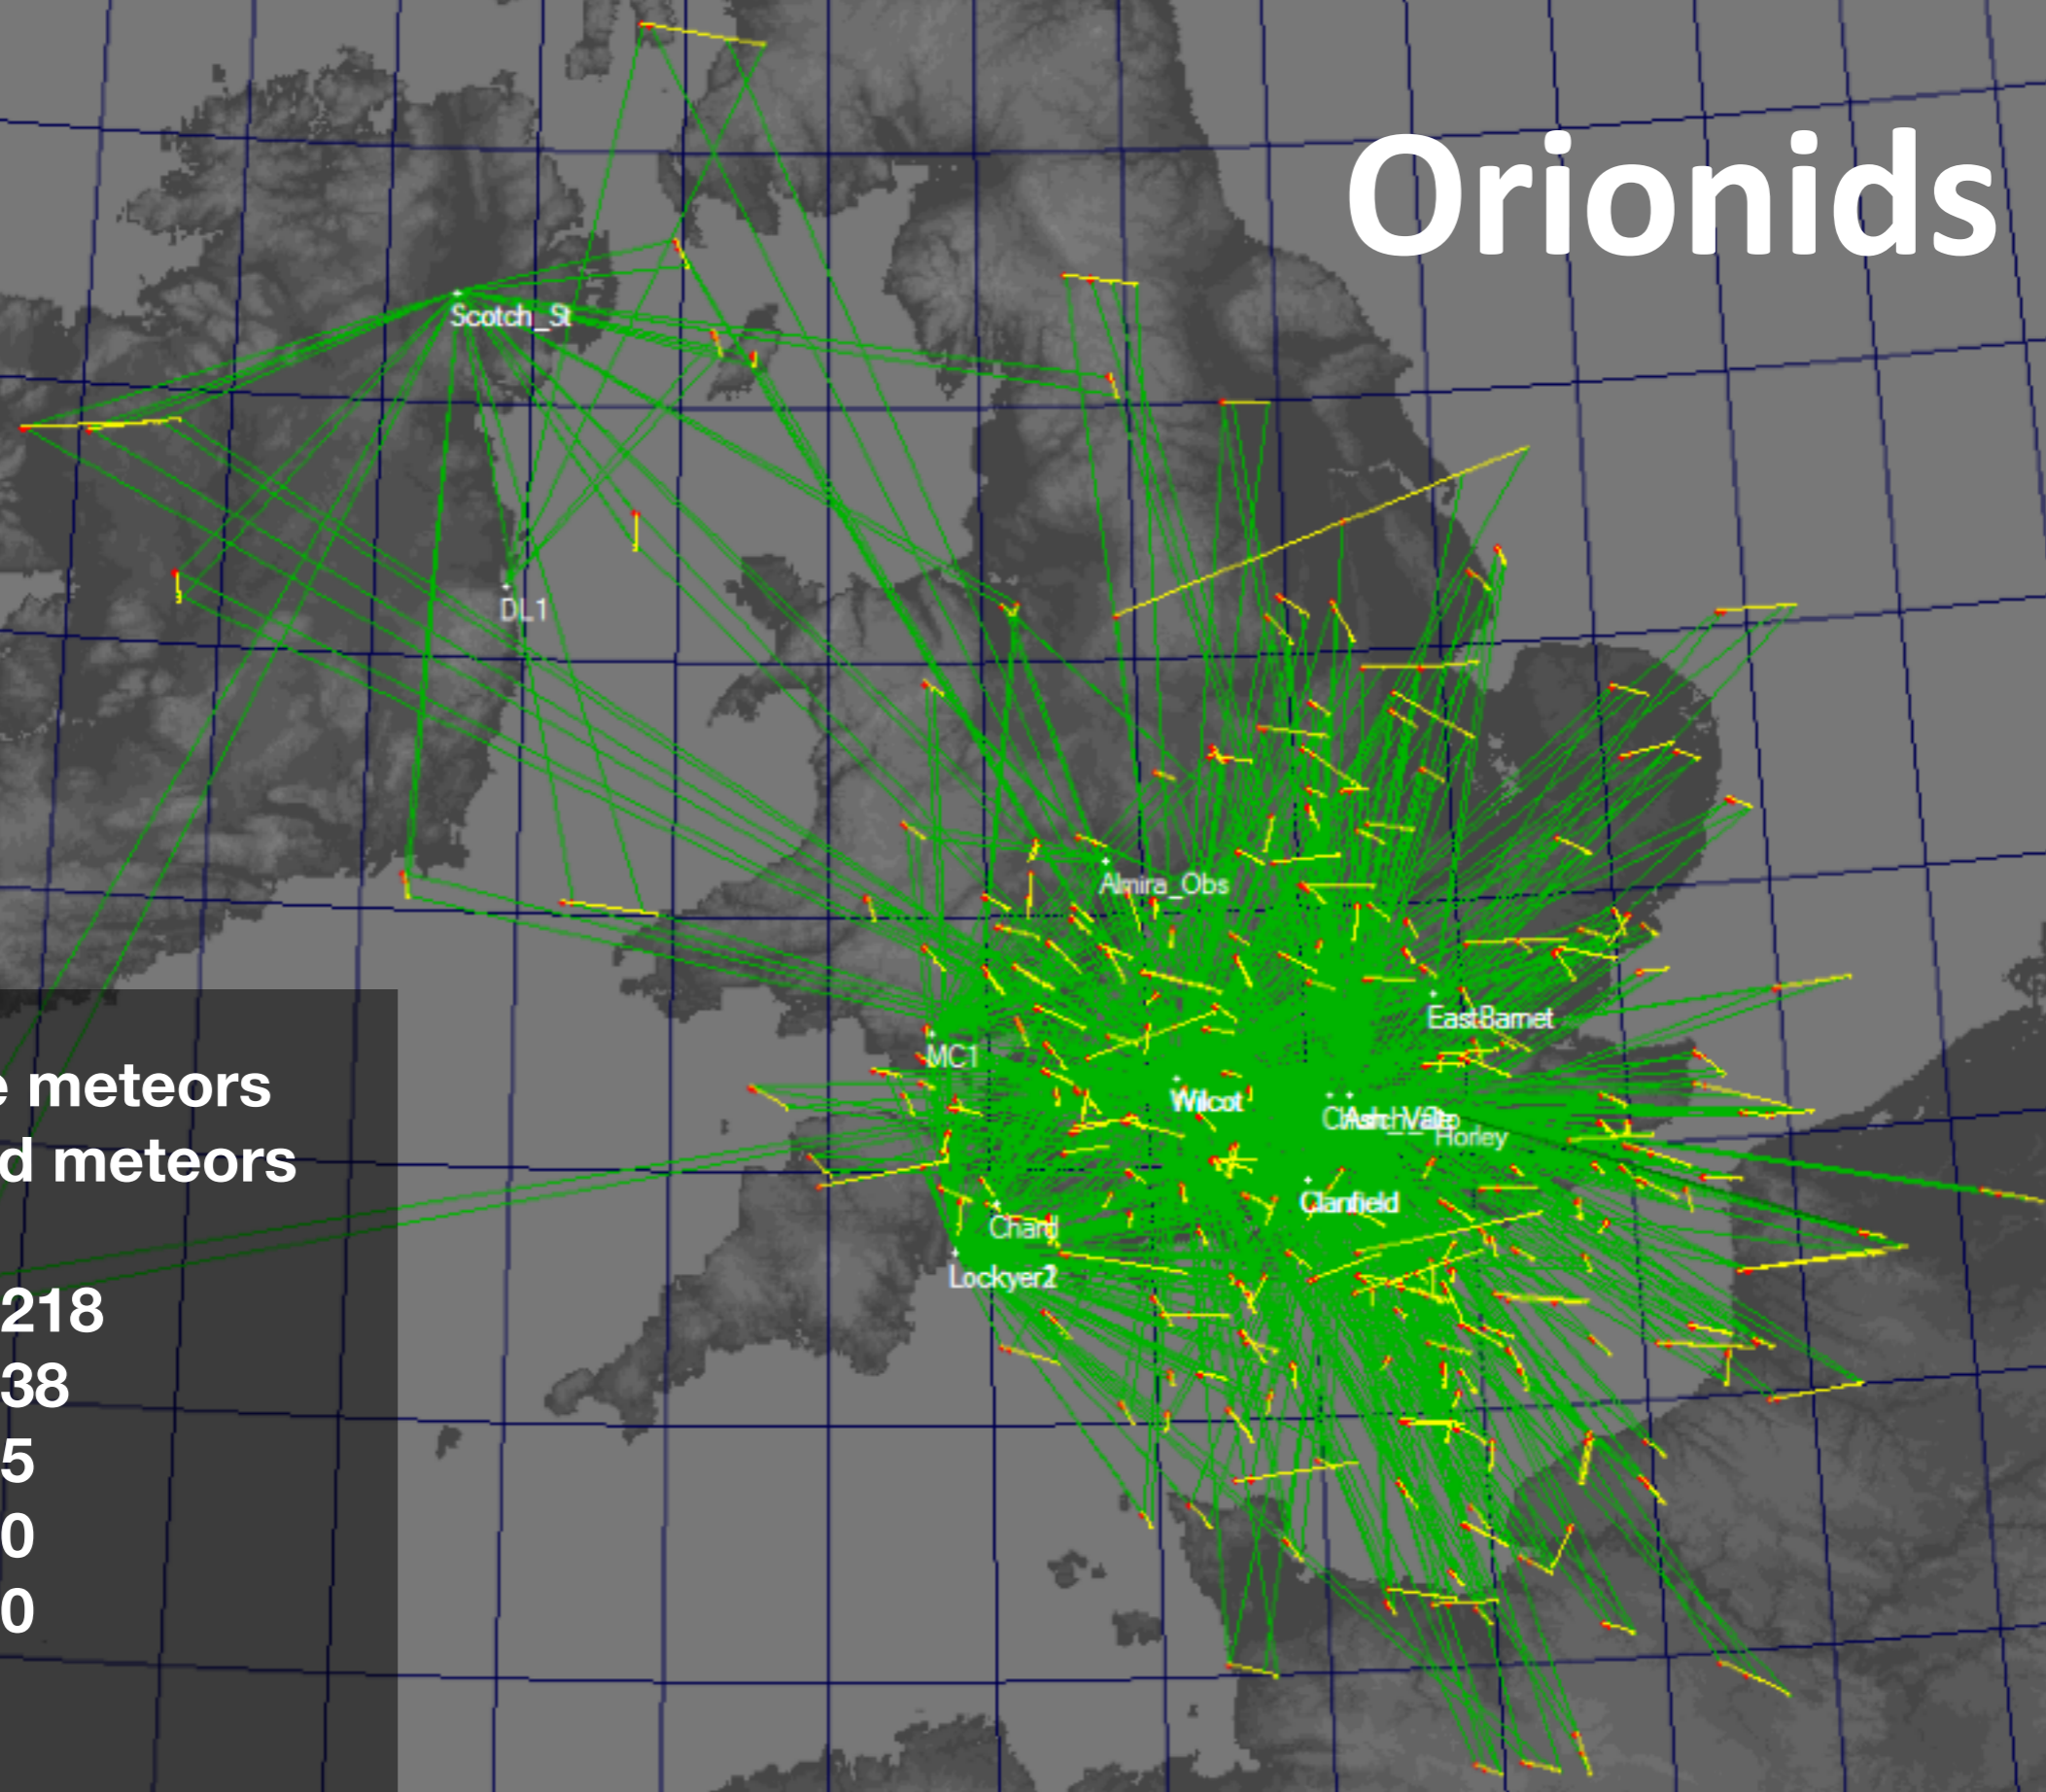 Orionids
Scotch_St
DL1
Almira_Obs
EastBarnet
MC1
Wilcot
Horley
Clanfield
Chard
Lockyer2
e meteors
d meteors
218
38
5
0
0